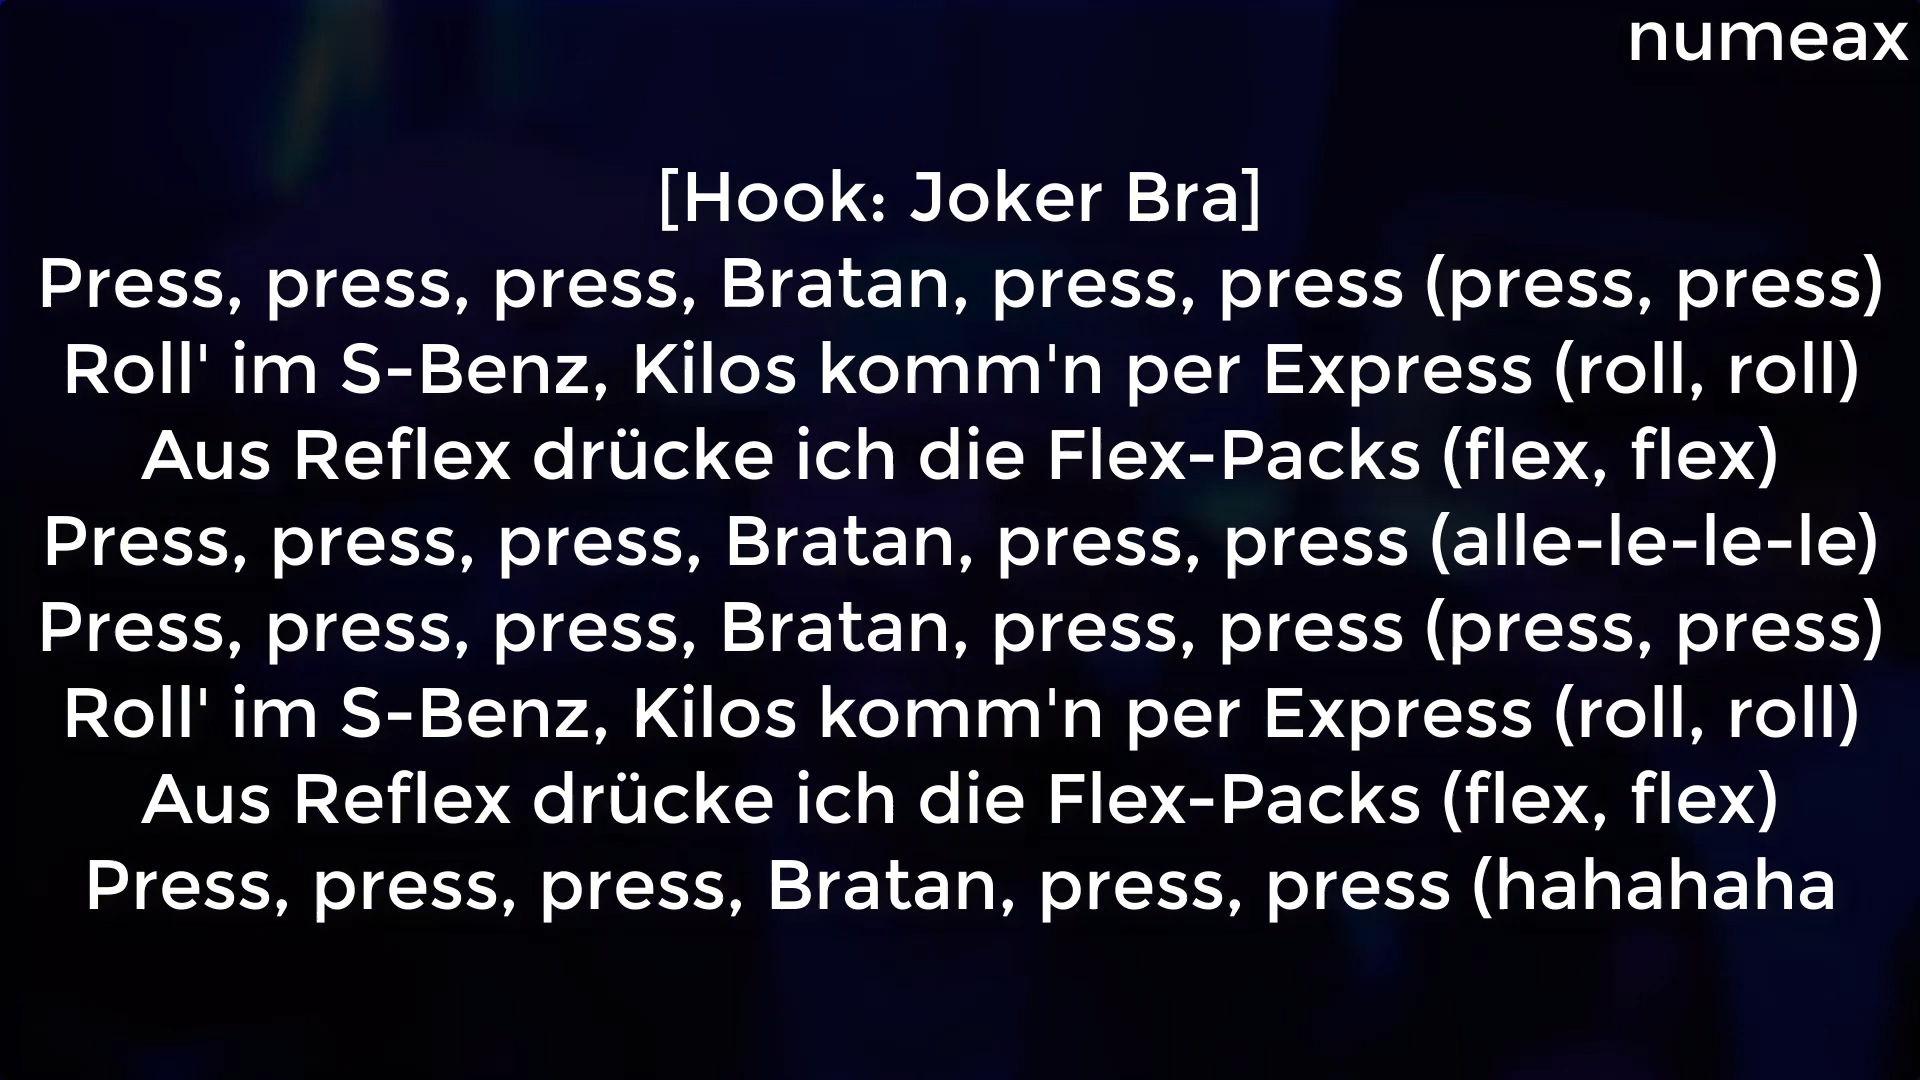 numeax
[Hook: Joker Bra]
Press, press, press, Bratan, press, press (press, press)
Roll' im S-Benz, Kilos komm'n per Express (roll, roll)
Aus Reflex drücke ich die Flex-Packs (flex, flex)
Press, press, press, Bratan, press, press (alle-le-le-le)
Press, press, press, Bratan, press, press (press, press)
Roll' im S-Benz, Kilos komm'n per Express (roll, roll)
Aus Reflex drücke ich die Flex-Packs (flex, flex)
Press, press, press, Bratan, press, press (hahahaha